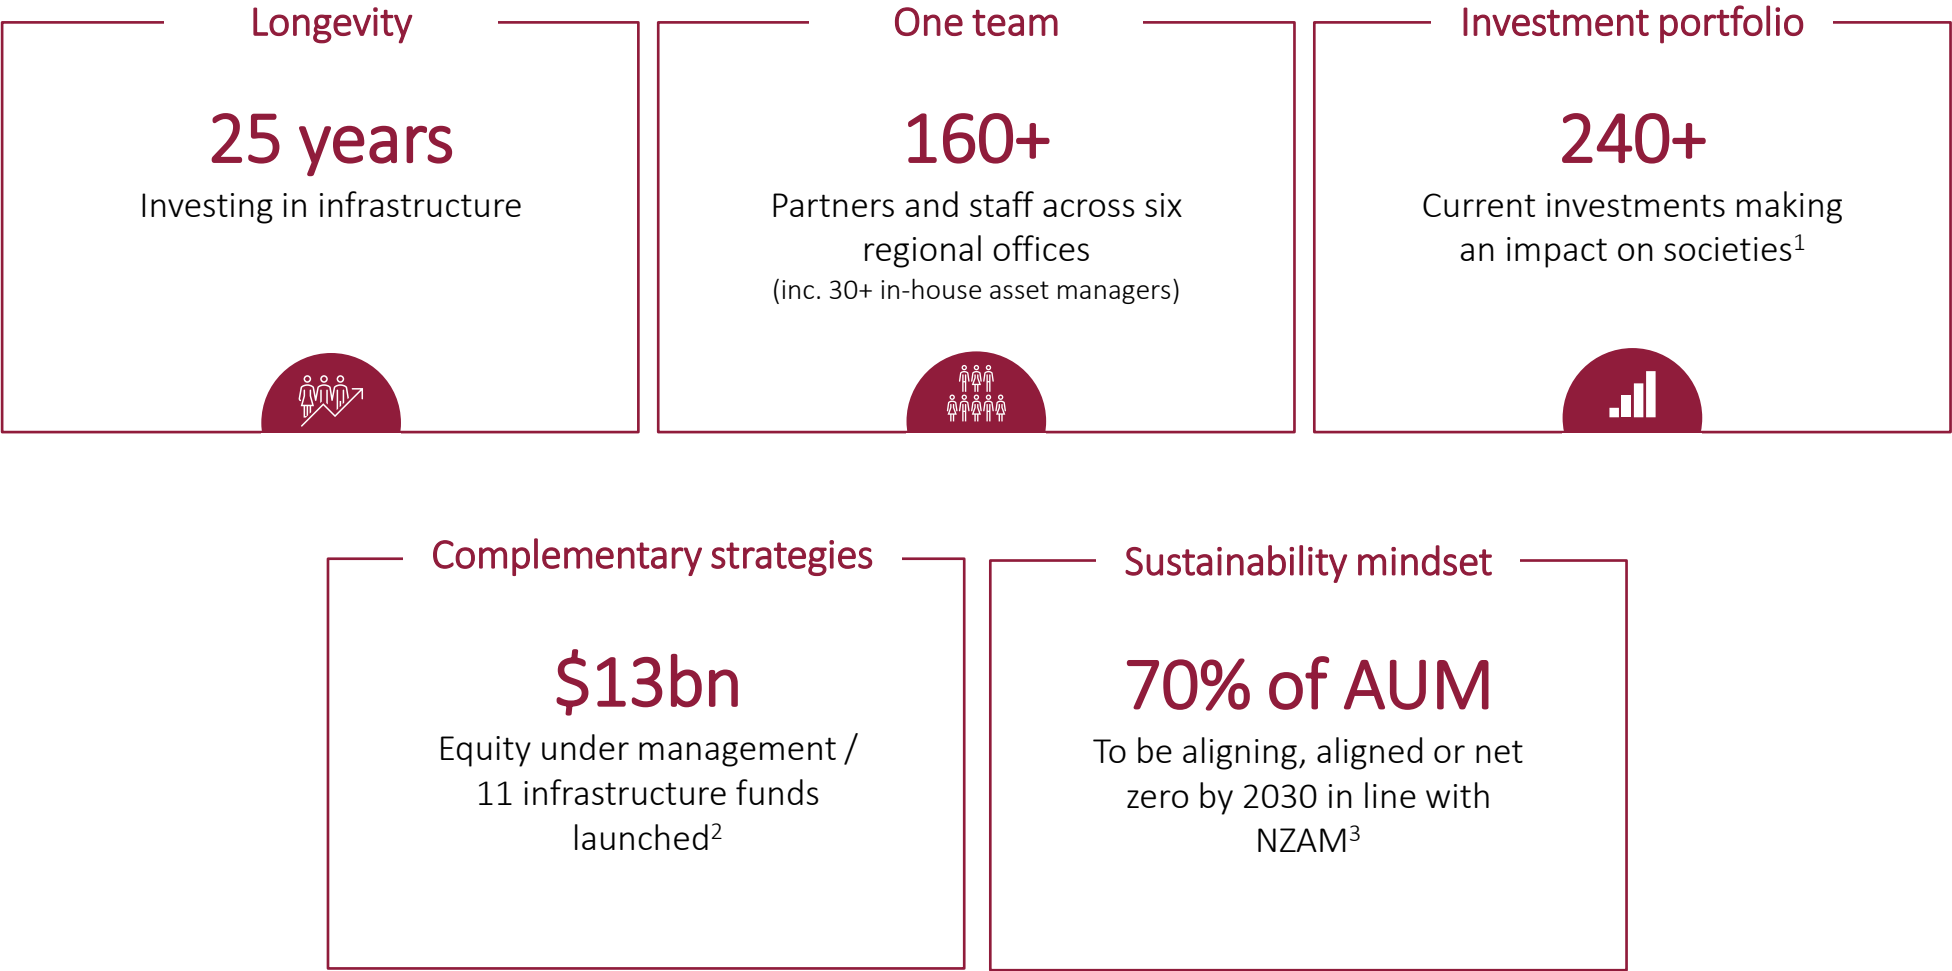 Longevity
25 years
Investing in infrastructure
One team
160+
Partners and staff across six
regional offices
(inc. 30+ in-house asset managers)
Investment portfolio
240+
Current investments making
an impact on societies¹
Complementary strategies
$13bn
Equity under management /
11 infrastructure funds
launched²
Sustainability mindset
70% of AUM
To be aligning, aligned or net
zero by 2030 in line with
NZAM³